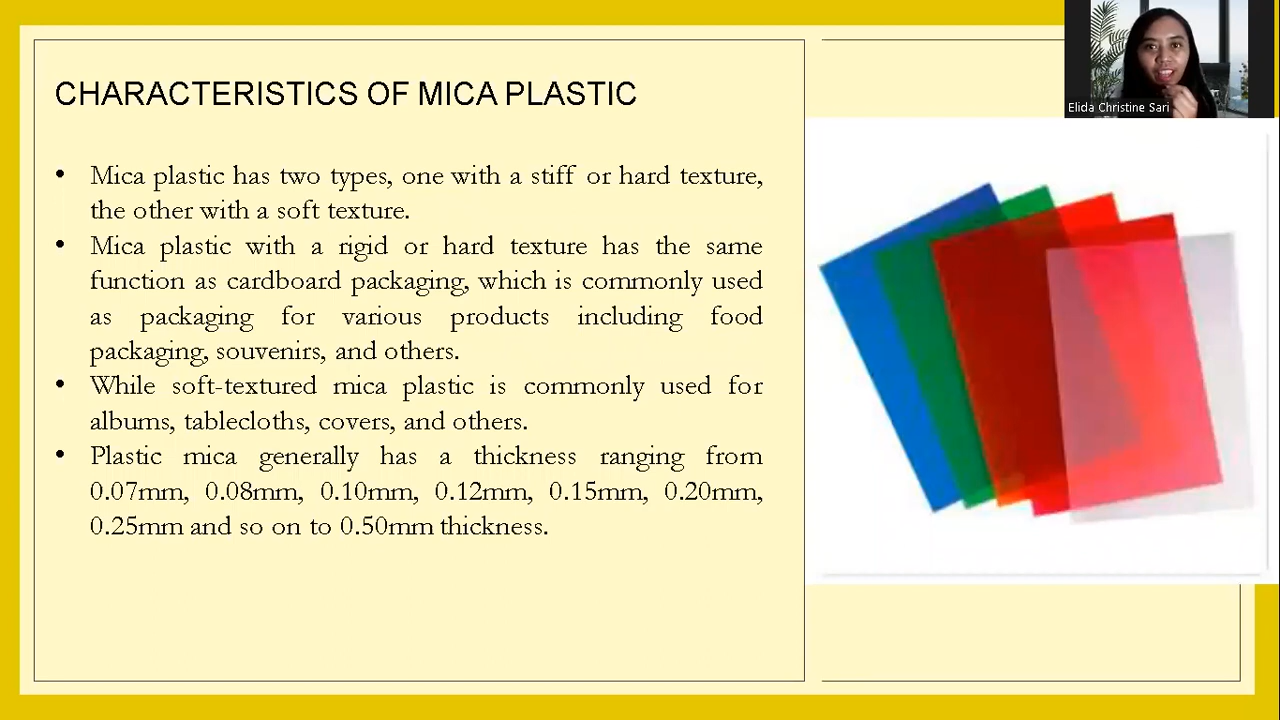 CHARACTERISTICS OF MICA PLASTIC
• Mica plastic has two types, one with a stiff or hard texture,
the other with a soft texture.
• Mica plastic with a rigid or hard texture has the same
function as cardboard packaging, which is commonly used
as packaging for various products including food
packaging, souvenirs, and others.
• While soft-textured mica plastic is commonly used for
albums, tablecloths, covers, and others.
• Plastic mica generally has a thickness ranging from
0.07mm, 0.08mm, 0.10mm, 0.12mm, 0.15mm, 0.20mm,
0.25mm and so on to 0.50mm thickness.
Elida Christine Sari